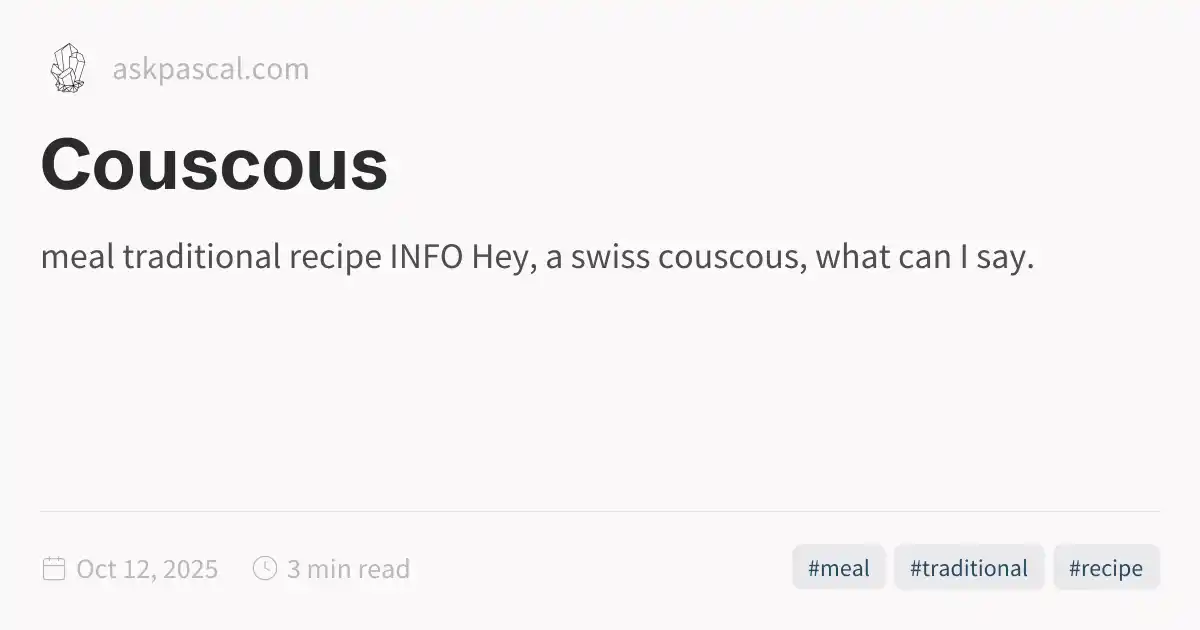 askpascal.com
Couscous
meal traditional recipe INFO Hey, a swiss couscous, what can I say.
Oct 12, 2025 3 min read #meal #traditional #recipe